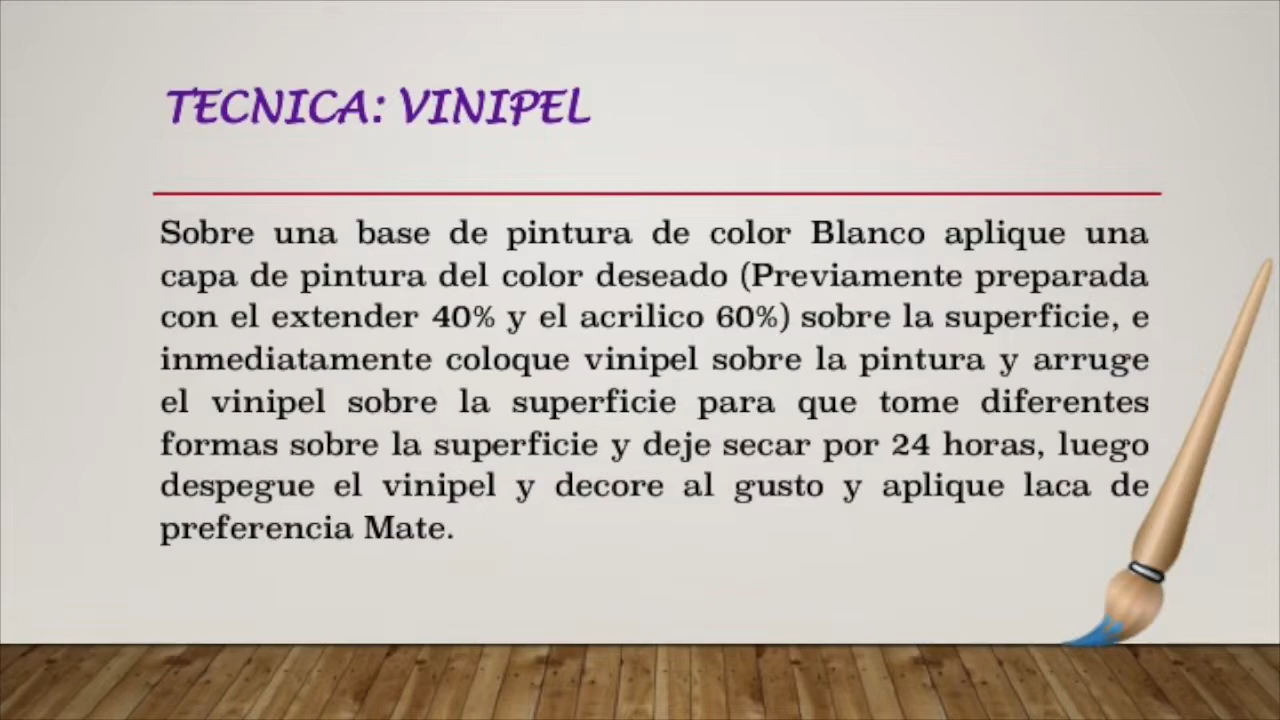 TECNICA: VINIPEL
Sobre una base de pintura de color Blanco aplique una
capa de pintura del color deseado (Previamente preparada
con el extender 40% y el acrilico 60%) sobre la superficie, e
inmediatamente coloque vinipel sobre la pintura y arruge
el vinipel sobre la superficie para que tome diferentes
formas sobre la superficie y deje secar por 24 horas, luego
despegue el vinipel y decore al gusto y aplique laca de
preferencia Mate.